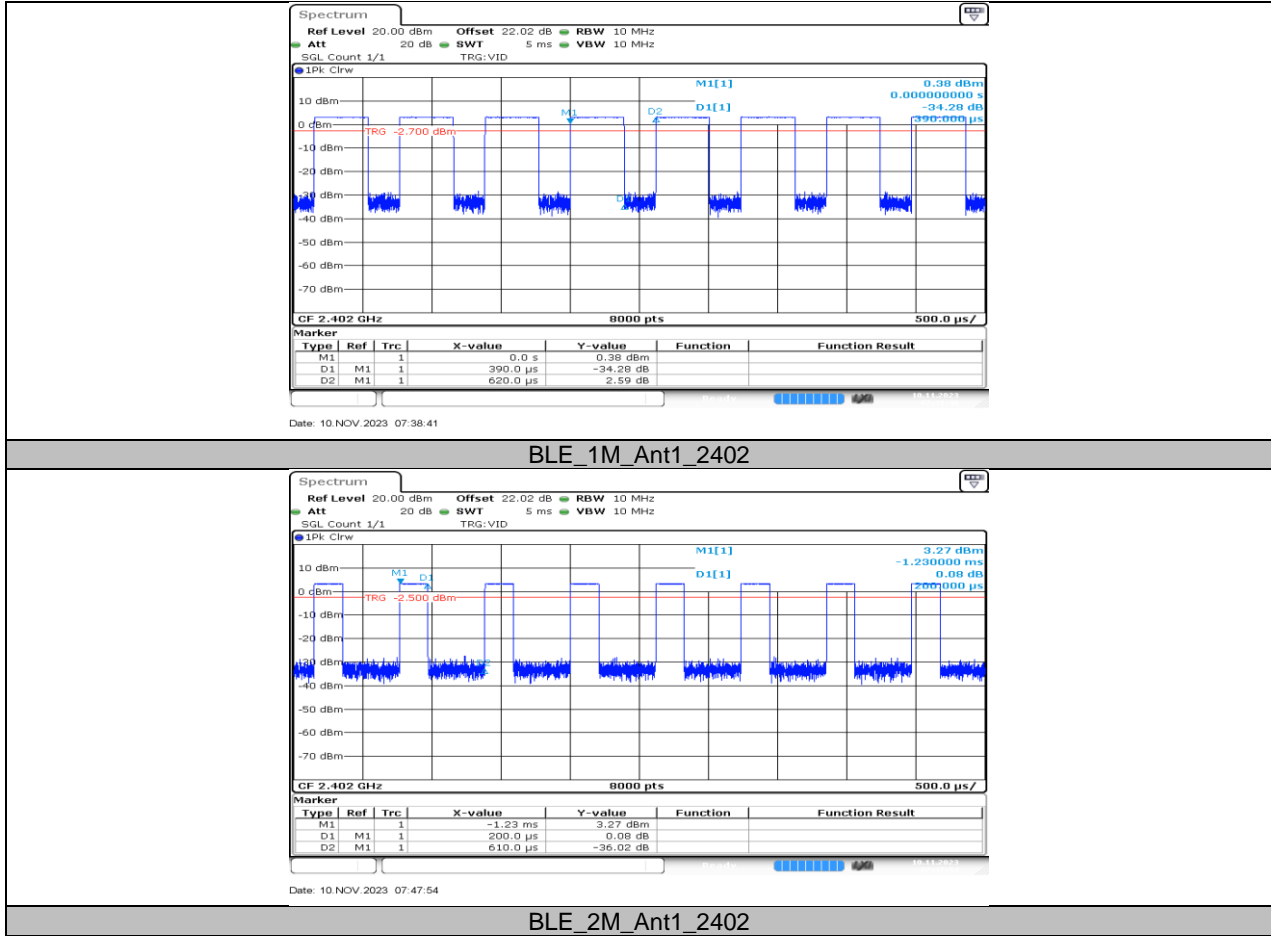 Spectrum
Ref Level 20.00 dBm Offset 22.02 dB RBW 10 MHz
Att 20 dB SWT 5 ms VBW 10 MHz
SGL Count 1/1 TRG:VID
1Pk Clrw
M1[1] 0.38 dBm
0.000000000 s
D1[1] -34.28 dB
390.000 µs
10 dBm
M1 D2
0 dBm
TRG -2.700 dBm
-10 dBm
-20 dBm
-30 dBm
-40 dBm
-50 dBm
-60 dBm
-70 dBm
CF 2.402 GHz 8000 pts 500.0 µs/
Marker
Type Ref Trc X-value Y-value Function Function Result
M1 1 0.0 s 0.38 dBm
D1 M1 1 390.0 µs -34.28 dB
D2 M1 1 620.0 µs 2.59 dB
Ready 10.11.2023
Date: 10.NOV.2023 07:38:41
BLE_1M_Ant1_2402
Spectrum
Ref Level 20.00 dBm Offset 22.02 dB RBW 10 MHz
Att 20 dB SWT 5 ms VBW 10 MHz
SGL Count 1/1 TRG:VID
1Pk Clrw
M1[1] 3.27 dBm
-1.230000 ms
D1[1] 0.08 dB
200.000 µs
10 dBm
M1 D1
0 dBm
TRG -2.500 dBm
-10 dBm
-20 dBm
-30 dBm
D2
-40 dBm
-50 dBm
-60 dBm
-70 dBm
CF 2.402 GHz 8000 pts 500.0 µs/
Marker
Type Ref Trc X-value Y-value Function Function Result
M1 1 -1.23 ms 3.27 dBm
D1 M1 1 200.0 µs 0.08 dB
D2 M1 1 610.0 µs -36.02 dB
Ready 10.11.2023
Date: 10.NOV.2023 07:47:54
BLE_2M_Ant1_2402